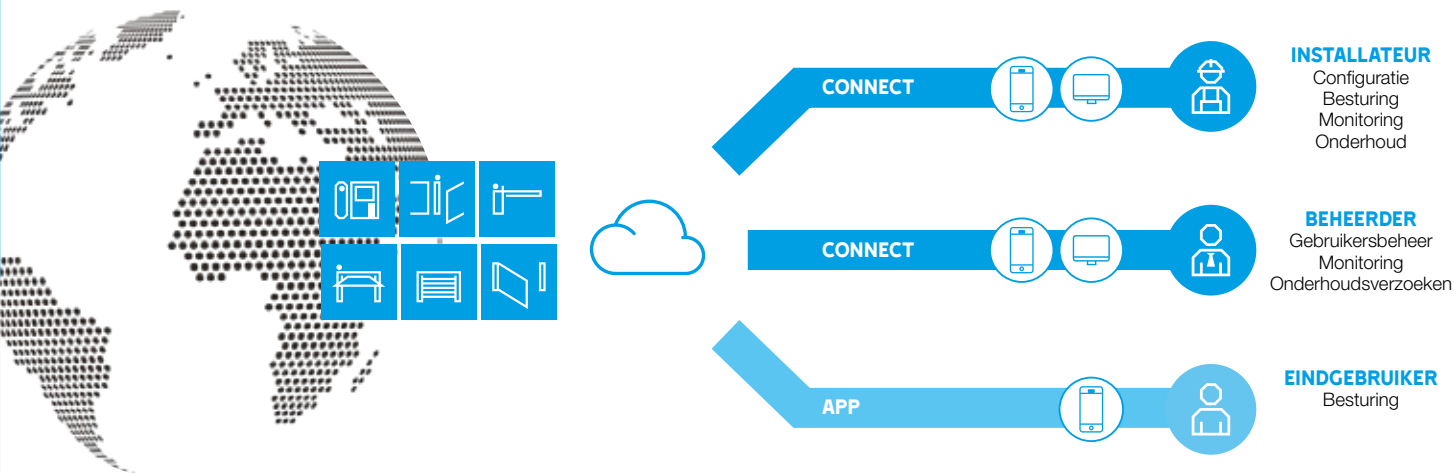 CONNECT
INSTALLATEUR
Configuratie
Besturing
Monitoring
Onderhoud
CONNECT
BEHEERDER
Gebruikersbeheer
Monitoring
Onderhoudsverzoeken
APP
EINDGEBRUIKER
Besturing